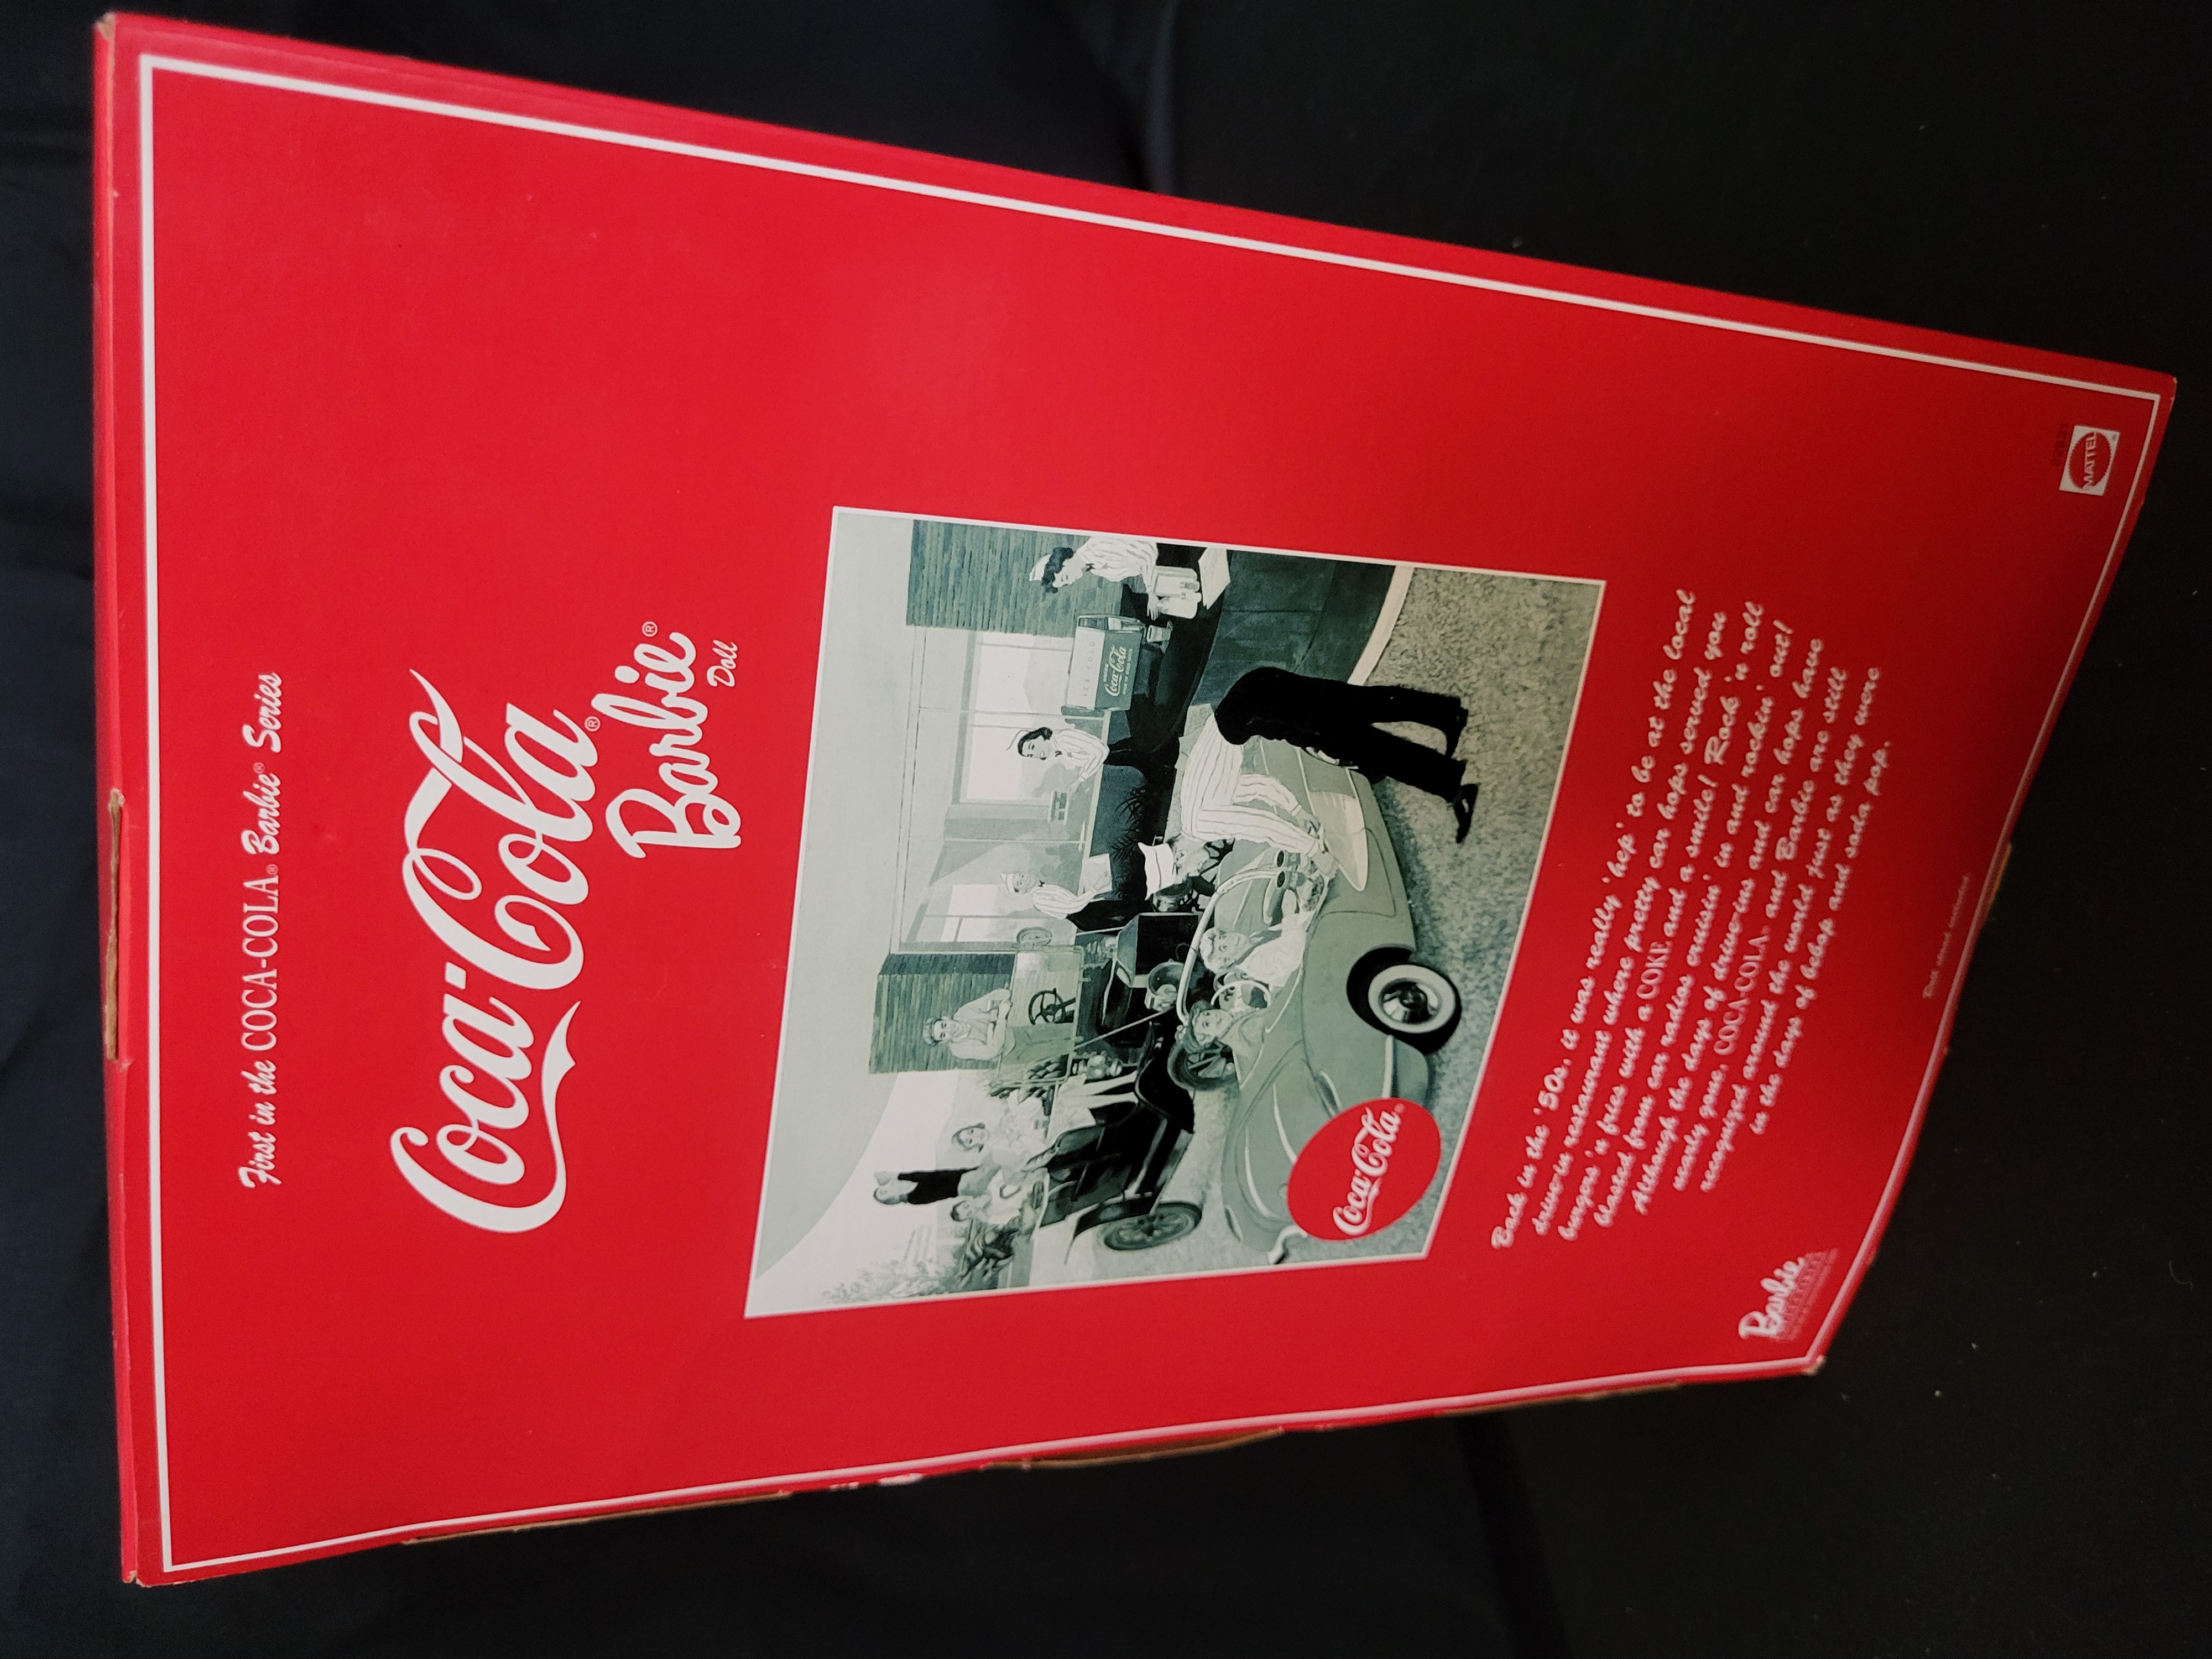 First in the COCA-COLA® Barbie® Series
Coca-Cola®
Barbie®
Doll
ICE COLD
Coca-Cola
Coca-Cola®
Back in the '50s, it was really 'hep' to be at the local
drive-in restaurant where pretty car hops served you
burgers 'n fries with a COKE and a smile! Rock 'n roll
blasted from car radios cruisin' in and rockin' out!
Although the days of drive-ins and car hops have
nearly gone, COCA-COLA and Barbie are still
recognized around the world just as they were
in the days of bebop and soda pop.
Barbie
MATTEL